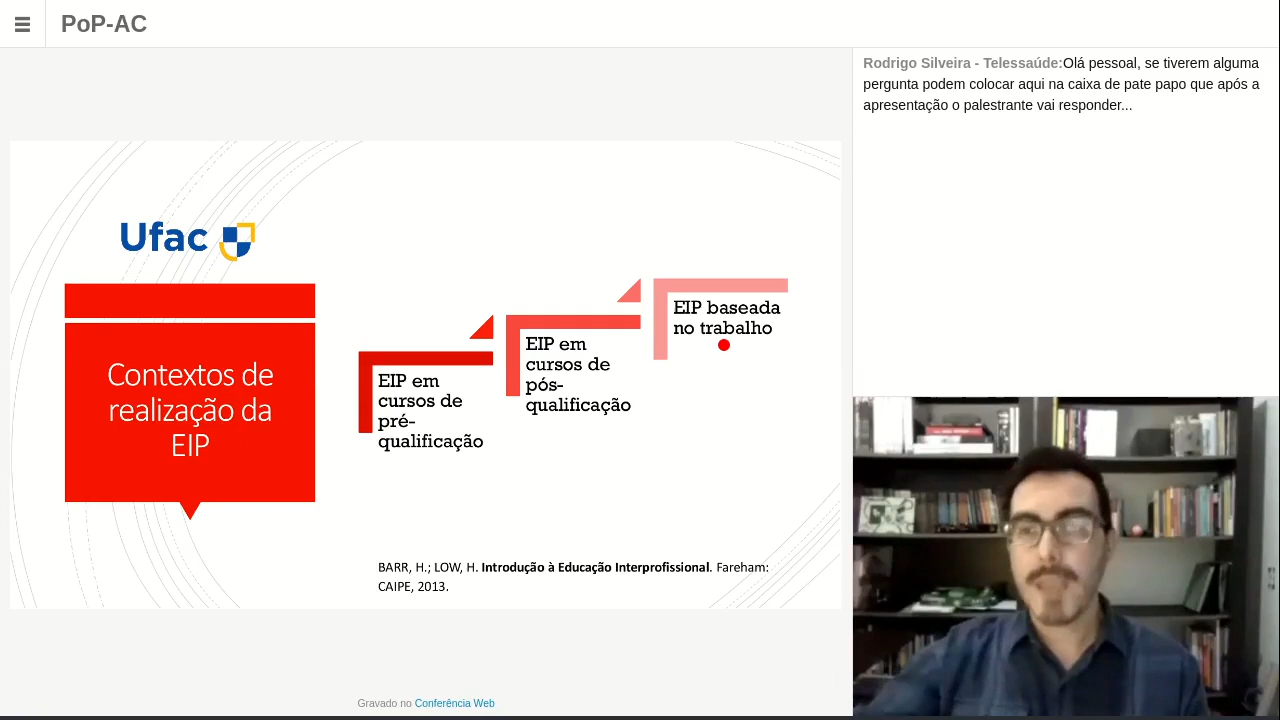 PoP-AC
Rodrigo Silveira - Telessaúde:Olá pessoal, se tiverem alguma
pergunta podem colocar aqui na caixa de pate papo que após a
apresentação o palestrante vai responder...
Ufac
Contextos de
realização da
EIP
EIP em
cursos de
pré-
qualificação
EIP em
cursos de
pós-
qualificação
EIP baseada
no trabalho
BARR, H.; LOW, H. Introdução à Educação Interprofissional. Fareham:
CAIPE, 2013.
Gravado no Conferência Web